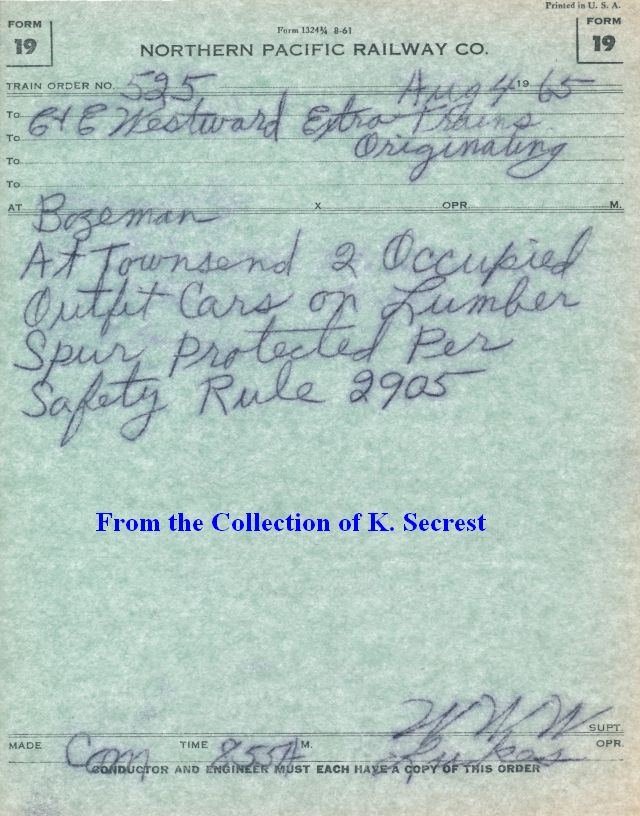 Printed in U. S. A.
FORM 19
Form 1324¾ 8-61
FORM 19
NORTHERN PACIFIC RAILWAY CO.
TRAIN ORDER NO. 525 Aug 4 19 65
To C&E Westward Extra Trains
To Originating
To
To
AT Bozeman X OPR. M.
At Townsend 2 Occupied
Outfit Cars on Lumber
Spur Protected Per
Safety Rule 2905
From the Collection of K. Secrest
WWW SUPT.
MADE Com TIME 855A M. OPR.
CONDUCTOR AND ENGINEER MUST EACH HAVE A COPY OF THIS ORDER